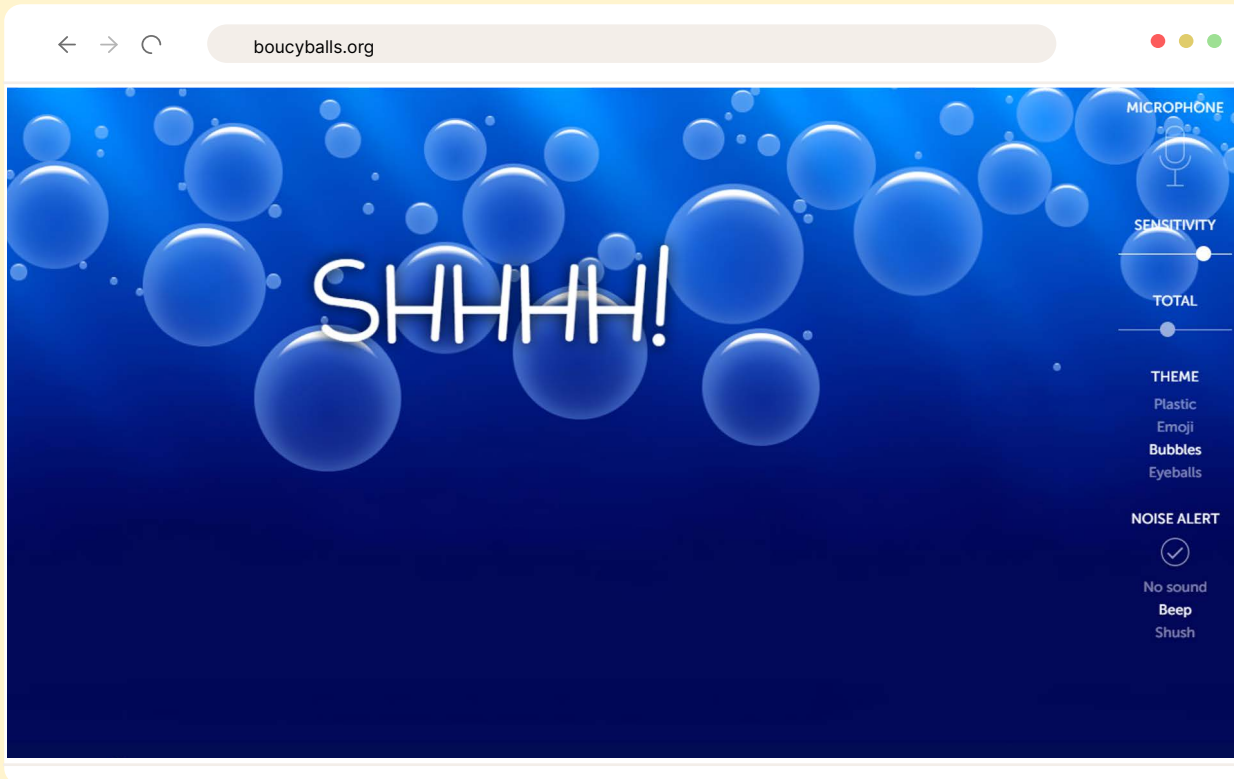 boucyballs.org
MICROPHONE
SENSITIVITY
SHHHH!
TOTAL
THEME
Plastic
Emoji
Bubbles
Eyeballs
NOISE ALERT
No sound
Beep
Shush